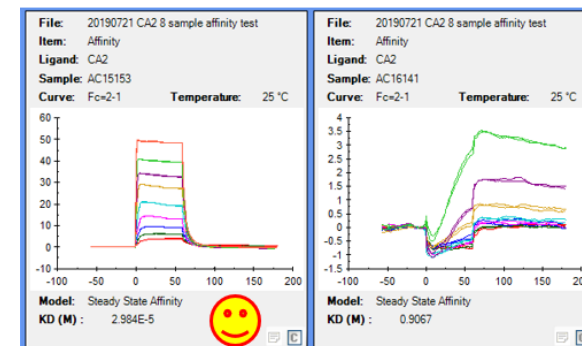 File: 20190721 CA2 8 sample affinity test
Item: Affinity
Ligand: CA2
Sample: AC15153
Curve: Fc=2-1 Temperature: 25 °C
60
50
40
30
20
10
0
-10
-100 -50 0 50 100 150 200
Model: Steady State Affinity
KD (M) : 2.984E-5
C
File: 20190721 CA2 8 sample affinity test
Item: Affinity
Ligand: CA2
Sample: AC16141
Curve: Fc=2-1 Temperature: 25 °C
4
3.5
3
2.5
2
1.5
1
0.5
0
-0.5
-1
-1.5
-100 -50 0 50 100 150
Model: Steady State Affinity
KD (M) : 0.9067